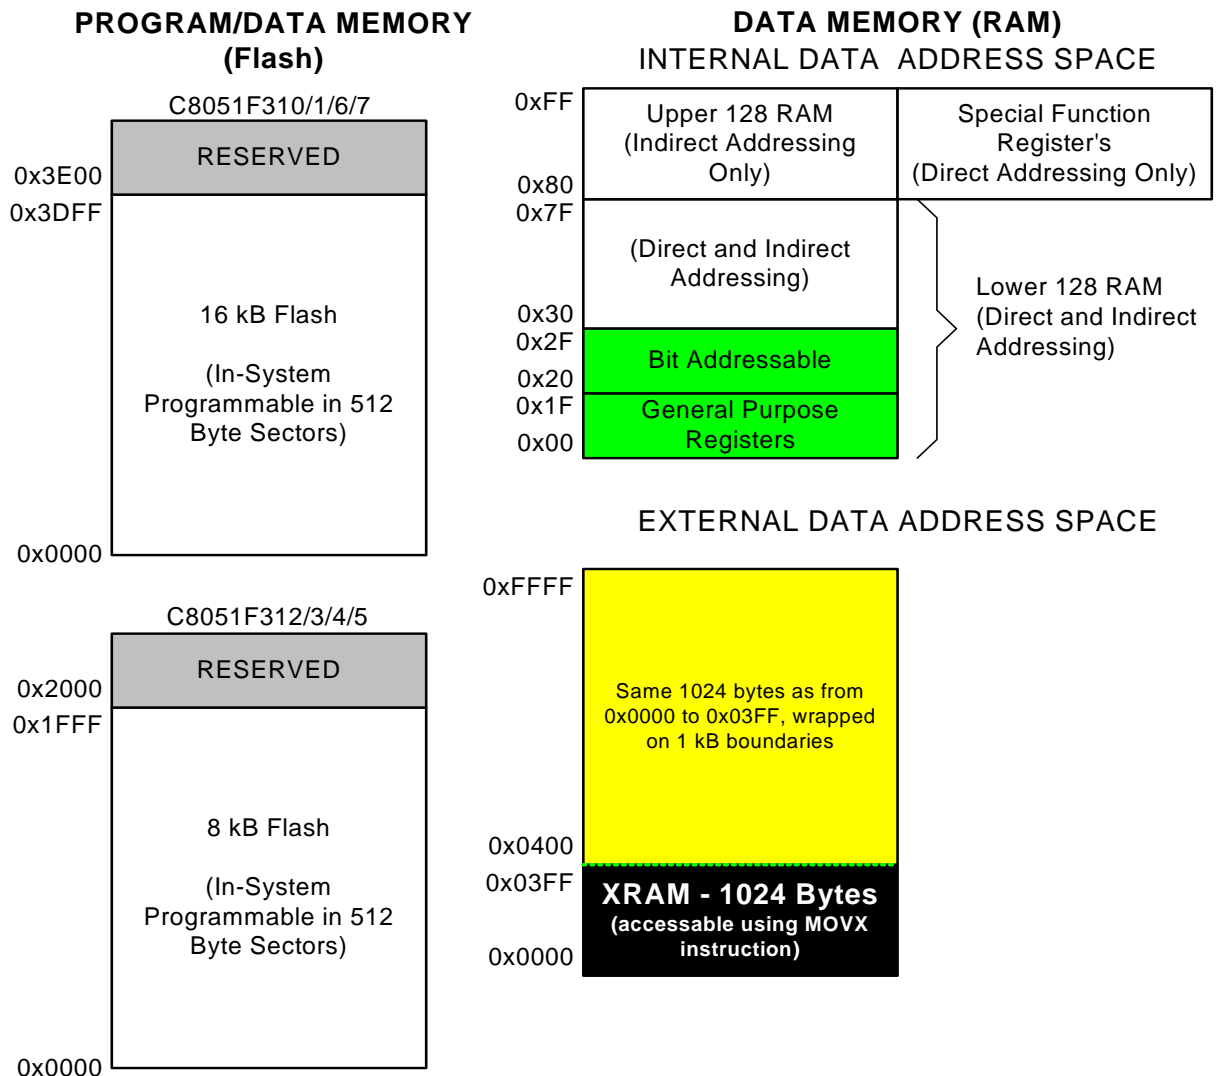 PROGRAM/DATA MEMORY
(Flash)
C8051F310/1/6/7
RESERVED
0x3E00
0x3DFF
16 kB Flash
(In-System
Programmable in 512
Byte Sectors)
0x0000
C8051F312/3/4/5
RESERVED
0x2000
0x1FFF
8 kB Flash
(In-System
Programmable in 512
Byte Sectors)
0x0000
DATA MEMORY (RAM)
INTERNAL DATA ADDRESS SPACE
0xFF
Upper 128 RAM
(Indirect Addressing
Only)
0x80
Special Function
Register's
(Direct Addressing Only)
0x7F
(Direct and Indirect
Addressing)
0x30
Lower 128 RAM
(Direct and Indirect
Addressing)
0x2F
Bit Addressable
0x20
0x1F
General Purpose
Registers
0x00
EXTERNAL DATA ADDRESS SPACE
0xFFFF
Same 1024 bytes as from
0x0000 to 0x03FF, wrapped
on 1 kB boundaries
0x0400
0x03FF
XRAM - 1024 Bytes
(accessable using MOVX
instruction)
0x0000